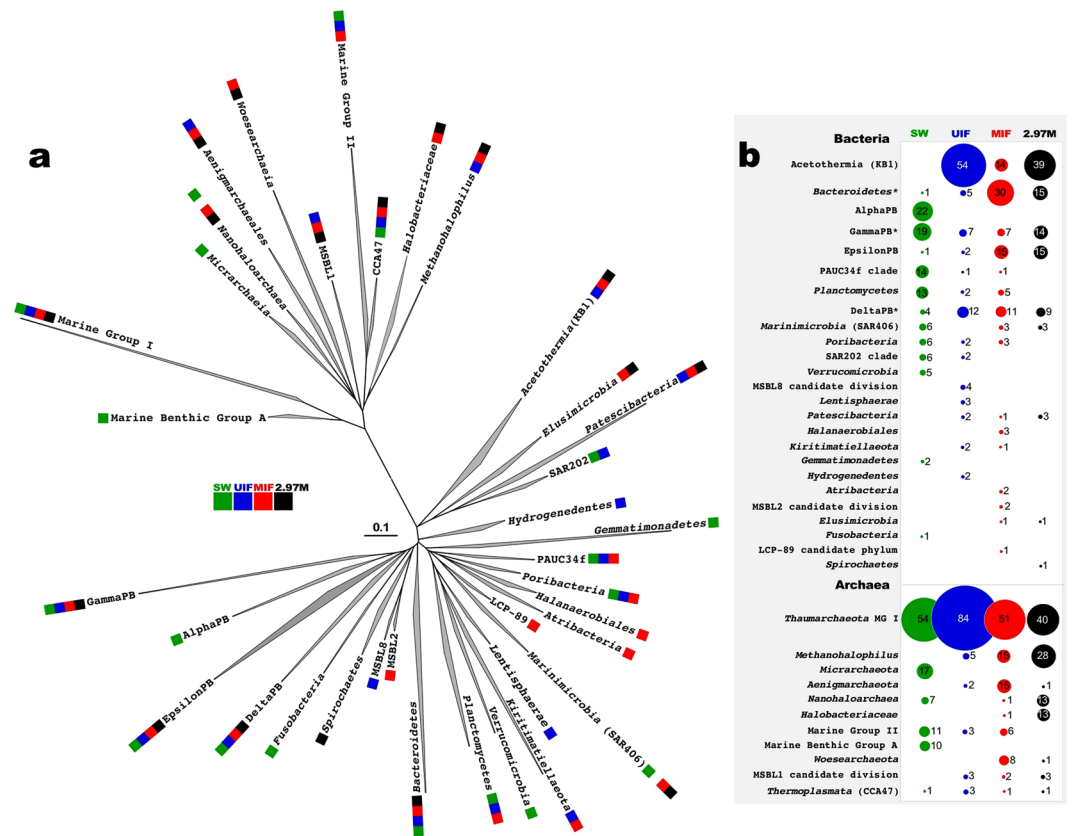 a
Marine Group II
Woesearchaeia
Aenigmarchaeales
Nanohaloarchaea
Micrarchaeia
MSBL1
CCA47
Halobacteriaceae
Methanohalophilus
Marine Group I
Marine Benthic Group A
Acetothermia(KB1)
Elusimicrobia
Patescibacteria
SAR202
Hydrogenedentes
Gemmatimonadetes
SW UIF MIF 2.97M
0.1
PAUC34f
Poribacteria
Halanaerobiales
Atribacteria
LCP-89
Marinimicrobia (SAR406)
Lentisphaerae
Kiritimatiellaeota
Verrucomicrobia
Planctomycetes
Bacteroidetes
MSBL2
MSBL8
Spirochaetes
Fusobacteria
DeltaPB
EpsilonPB
AlphaPB
GammaPB
b
SW UIF MIF 2.97M
Bacteria
Acetothermia (KB1) 54 14 39
Bacteroidetes* 1 5 30 15
AlphaPB 22
GammaPB* 19 7 7 14
EpsilonPB 1 2 15 15
PAUC34f clade 14 1 1
Planctomycetes 13 2 5
DeltaPB* 4 12 11 9
Marinimicrobia (SAR406) 6 3 3
Poribacteria 6 2 3
SAR202 clade 6 2
Verrucomicrobia 5
MSBL8 candidate division 4
Lentisphaerae 3
Patescibacteria 2 1 3
Halanaerobiales 3
Kiritimatiellaeota 2 1
Gemmatimonadetes 2
Hydrogenedentes 2
Atribacteria 2
MSBL2 candidate division 2
Elusimicrobia 1 1
Fusobacteria 1
LCP-89 candidate phylum 1
Spirochaetes 1
Archaea
Thaumarchaeota MG I 54 84 51 40
Methanohalophilus 5 15 28
Micrarchaeota 17
Aenigmarchaeota 2 15 1
Nanohaloarchaea 7 1 13
Halobacteriaceae 1 13
Marine Group II 11 3 6
Marine Benthic Group A 10
Woesearchaeota 8 1
MSBL1 candidate division 3 2 3
Thermoplasmata (CCA47) 1 3 1 1